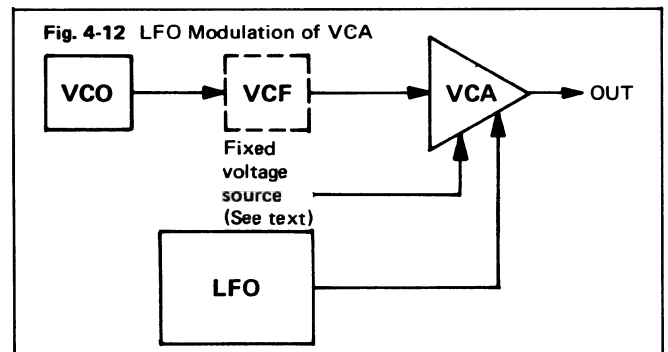 Fig. 4-12 LFO Modulation of VCA
VCO
VCF
VCA
OUT
Fixed
voltage
source
(See text)
LFO